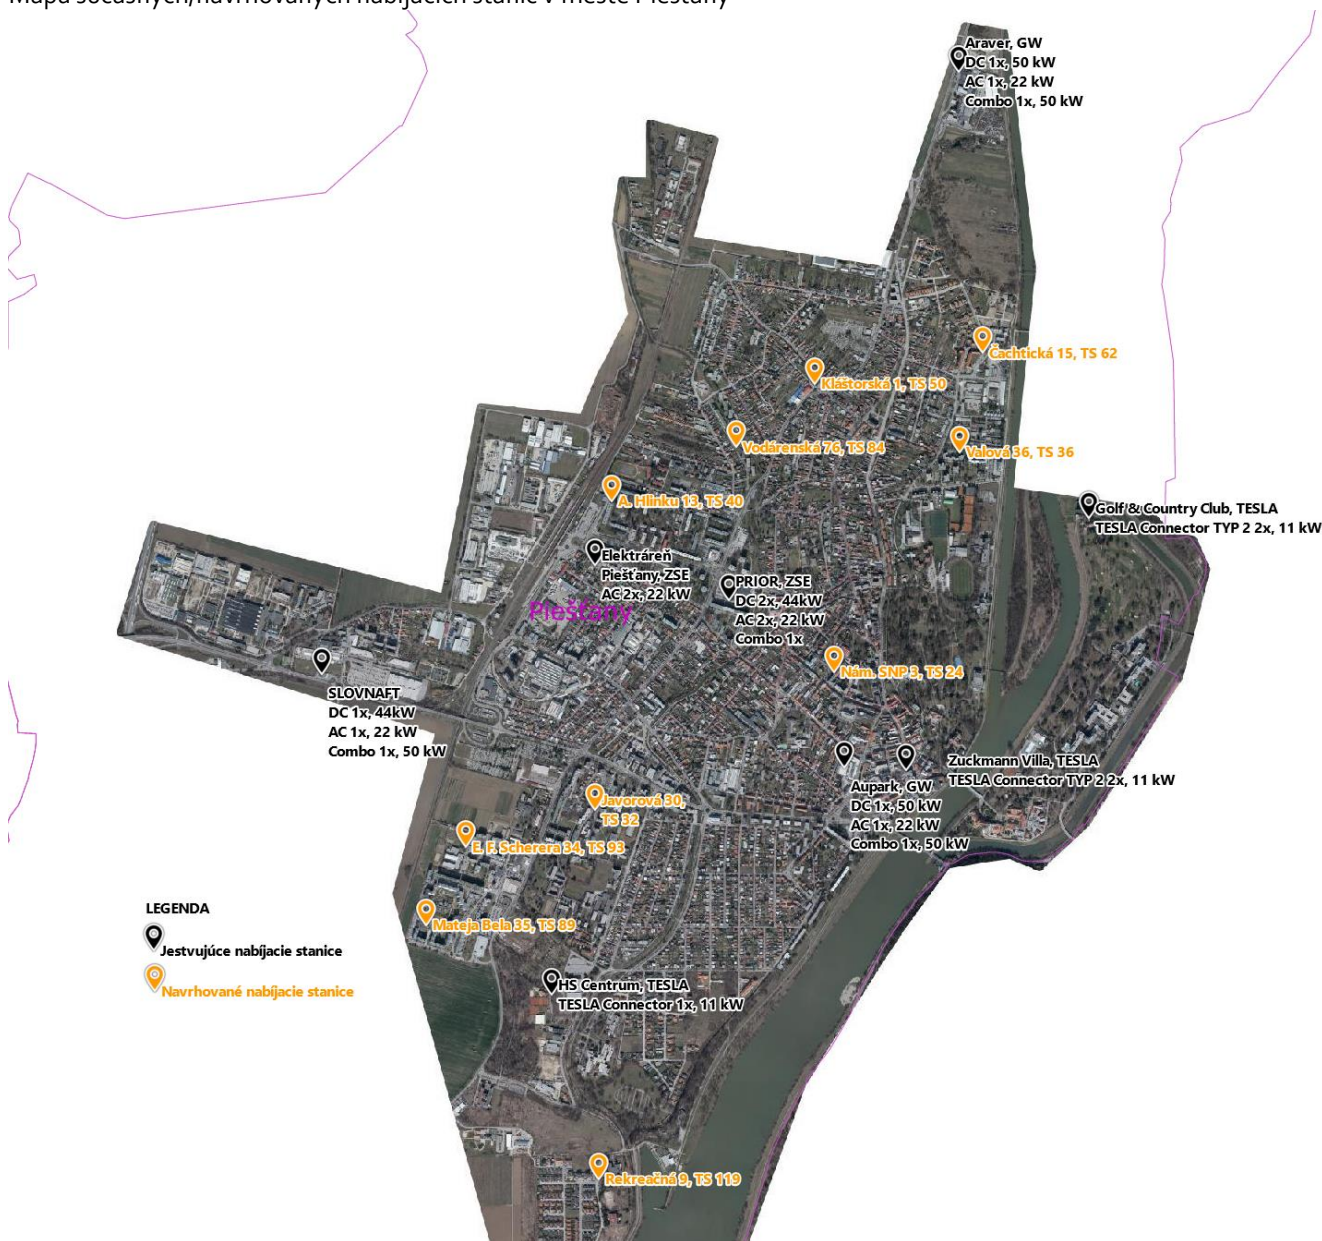 Mapa súčasných/navrhovaných nabíjacích staníc v meste Piešťany
Araver, GW
DC 1x, 50 kW
AC 1x, 22 kW
Combo 1x, 50 kW
Čachtická 15, TS 62
Kláštorská 1, TS 50
Vodárenská 76, TS 84
Valová 36, TS 36
A. Hlinku 13, TS 40
Golf & Country Club, TESLA
TESLA Connector TYP 2 2x, 11 kW
Elektráreň
Piešťany, ZSE
AC 2x, 22 kW
PRIOR, ZSE
DC 2x, 44kW
AC 2x, 22 kW
Combo 1x
Piešťany
Nám. SNP 3, TS 24
SLOVNAFT
DC 1x, 44kW
AC 1x, 22 kW
Combo 1x, 50 kW
Zuckmann Villa, TESLA
TESLA Connector TYP 2 2x, 11 kW
Aupark, GW
DC 1x, 50 kW
AC 1x, 22 kW
Combo 1x, 50 kW
Javorová 30,
TS 32
E. F. Scherera 34, TS 93
Mateja Bela 35, TS 89
LEGENDA
Jestvujúce nabíjacie stanice
Navrhované nabíjacie stanice
HS Centrum, TESLA
TESLA Connector 1x, 11 kW
Rekreačná 9, TS 119